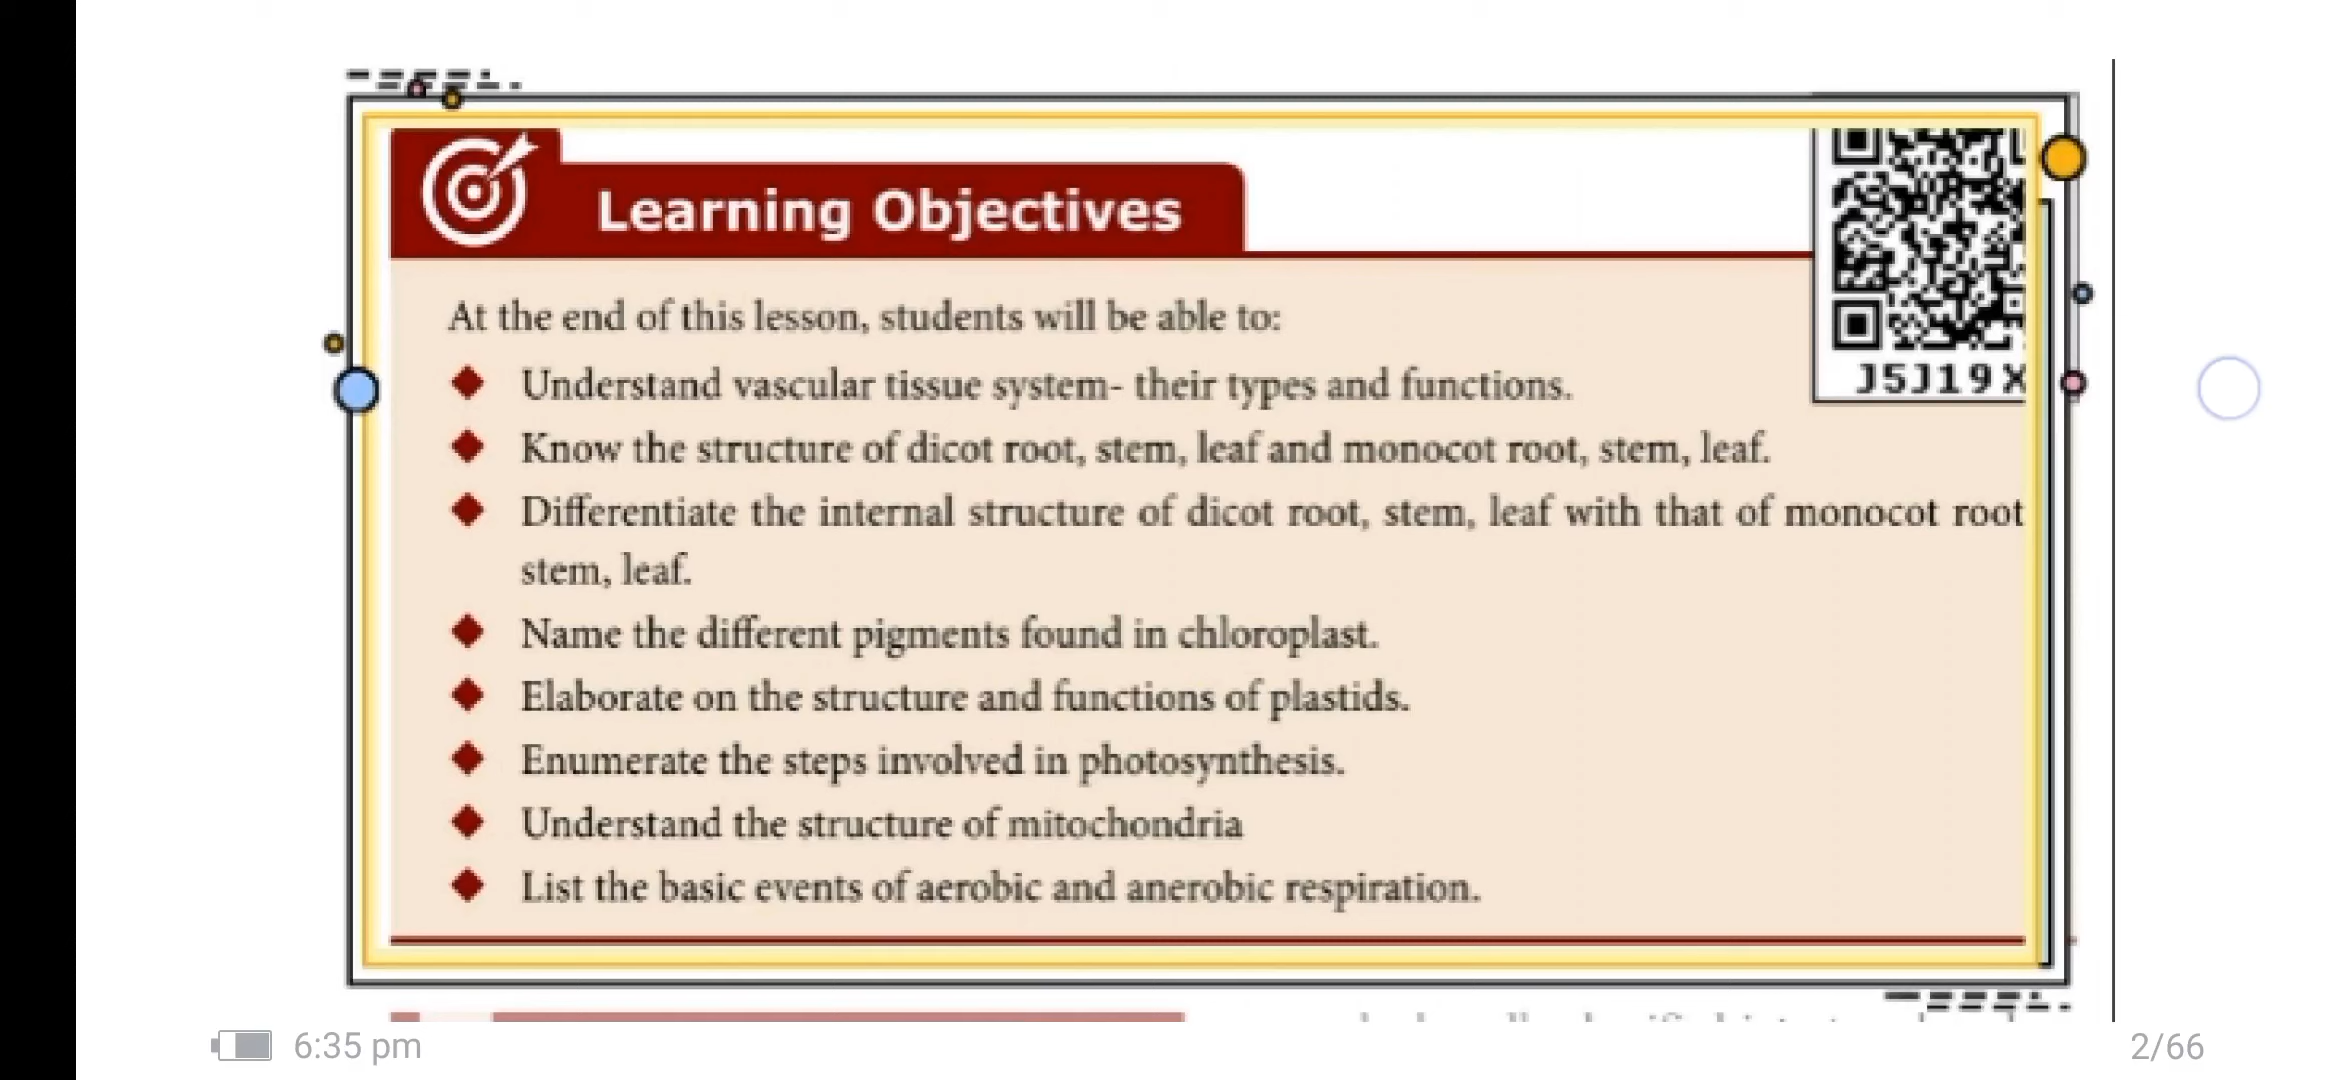 Learning Objectives
J5J19X
At the end of this lesson, students will be able to:
Understand vascular tissue system- their types and functions.
Know the structure of dicot root, stem, leaf and monocot root, stem, leaf.
Differentiate the internal structure of dicot root, stem, leaf with that of monocot root
stem, leaf.
Name the different pigments found in chloroplast.
Elaborate on the structure and functions of plastids.
Enumerate the steps involved in photosynthesis.
Understand the structure of mitochondria
List the basic events of aerobic and anerobic respiration.
6:35 pm
2/66